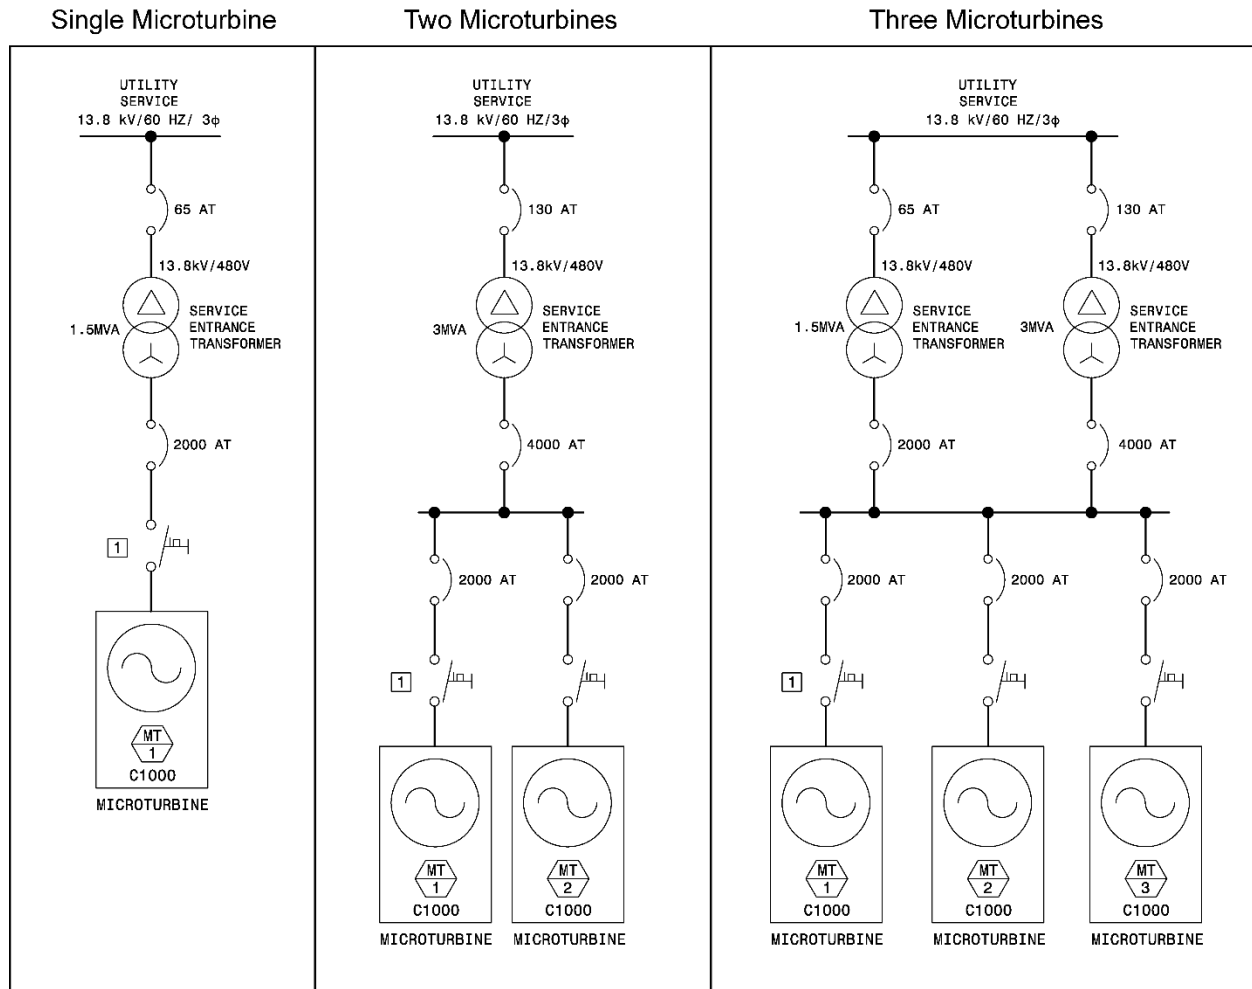 Single Microturbine
UTILITY
SERVICE
13.8 kV/60 HZ/ 3ϕ
65 AT
13.8kV/480V
1.5MVA
SERVICE
ENTRANCE
TRANSFORMER
2000 AT
1
MT
1
C1000
MICROTURBINE
Two Microturbines
UTILITY
SERVICE
13.8 kV/60 HZ/3ϕ
130 AT
13.8kV/480V
3MVA
SERVICE
ENTRANCE
TRANSFORMER
4000 AT
2000 AT
2000 AT
1
MT
1
C1000
MICROTURBINE
MT
2
C1000
MICROTURBINE
Three Microturbines
UTILITY
SERVICE
13.8 kV/60 HZ/3ϕ
65 AT
130 AT
13.8kV/480V
13.8kV/480V
1.5MVA
SERVICE
ENTRANCE
TRANSFORMER
3MVA
SERVICE
ENTRANCE
TRANSFORMER
2000 AT
4000 AT
2000 AT
2000 AT
2000 AT
1
MT
1
C1000
MICROTURBINE
MT
2
C1000
MICROTURBINE
MT
3
C1000
MICROTURBINE